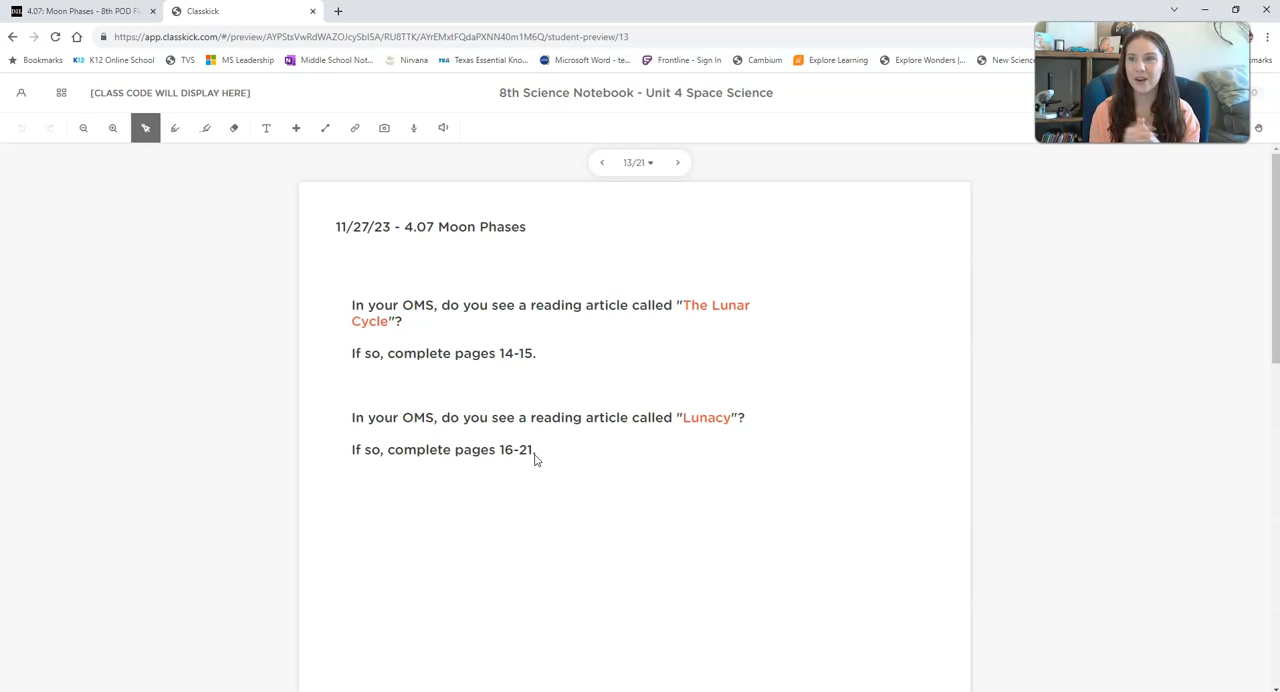 4.07: Moon Phases - 8th POD Fl
Classkick
https://app.classkick.com/#/preview/AYPStsVwRdWAZOJcySbI5A/RU8TTK/AYrEMxtFQdaPXNN40m1M6Q/student-preview/13
Bookmarks K12 Online School TVS MS Leadership Middle School Not... Nirvana Texas Essential Kno... Microsoft Word - te... Frontline - Sign In Cambium Explore Learning Explore Wonders |... New Science
[CLASS CODE WILL DISPLAY HERE]
8th Science Notebook - Unit 4 Space Science
13/21
11/27/23 - 4.07 Moon Phases
In your OMS, do you see a reading article called "The Lunar
Cycle"?
If so, complete pages 14-15.
In your OMS, do you see a reading article called "Lunacy"?
If so, complete pages 16-21.